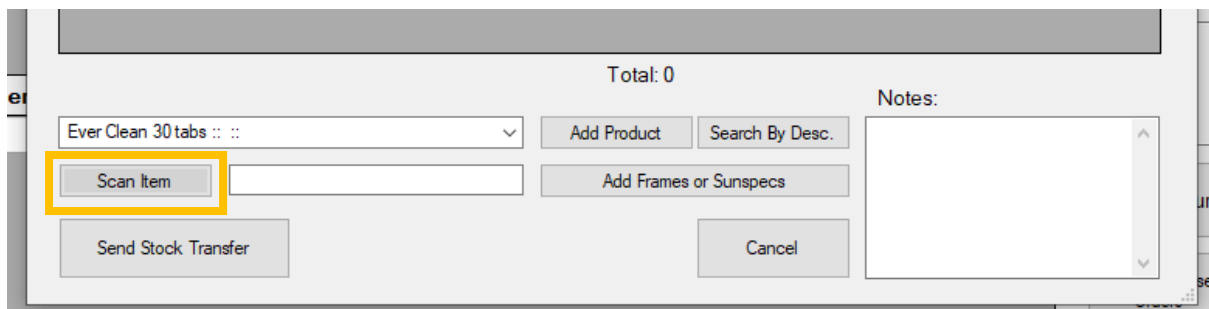 Total: 0
Notes:
Ever Clean 30 tabs :: ::
Add Product
Search By Desc.
Scan Item
Add Frames or Sunspecs
Send Stock Transfer
Cancel